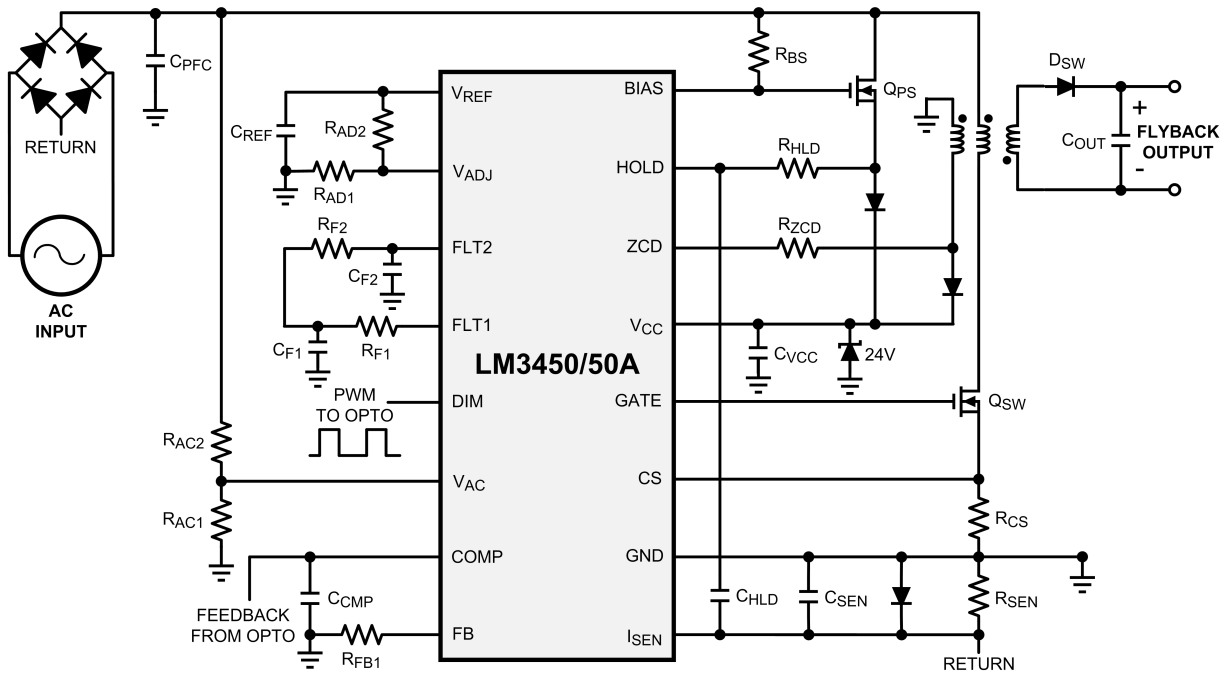 CPFC
RETURN
AC
INPUT
RAC2
RAC1
CREF
RAD2
RAD1
RF2
CF2
CF1
RF1
PWM
TO OPTO
FEEDBACK
FROM OPTO
CCMP
RFB1
VREF
VADJ
FLT2
FLT1
DIM
VAC
COMP
FB
LM3450/50A
BIAS
HOLD
ZCD
VCC
GATE
CS
GND
ISEN
RBS
QPS
RHLD
RZCD
CVCC
24V
QSW
RCS
CHLD
CSEN
RSEN
RETURN
DSW
COUT
+
FLYBACK
OUTPUT
-